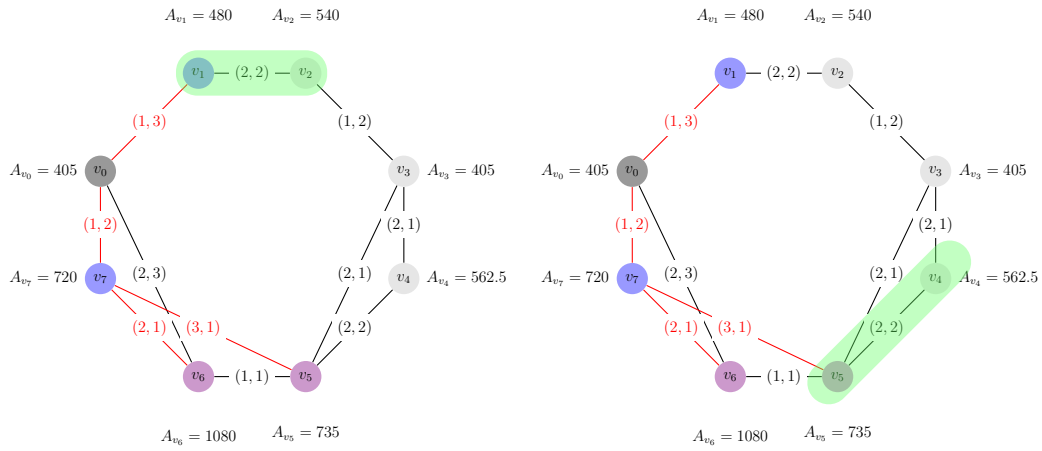 A_{v_1} = 480 A_{v_2} = 540
v_1 (2, 2) v_2
(1, 3) (1, 2)
A_{v_0} = 405 v_0 v_3 A_{v_3} = 405
(1, 2) (2, 1)
A_{v_7} = 720 v_7 (2, 3) (2, 1) v_4 A_{v_4} = 562.5
(2, 1) (3, 1) (2, 2)
v_6 (1, 1) v_5
A_{v_6} = 1080 A_{v_5} = 735
A_{v_1} = 480 A_{v_2} = 540
v_1 (2, 2) v_2
(1, 3) (1, 2)
A_{v_0} = 405 v_0 v_3 A_{v_3} = 405
(1, 2) (2, 1)
A_{v_7} = 720 v_7 (2, 3) (2, 1) v_4 A_{v_4} = 562.5
(2, 1) (3, 1) (2, 2)
v_6 (1, 1) v_5
A_{v_6} = 1080 A_{v_5} = 735